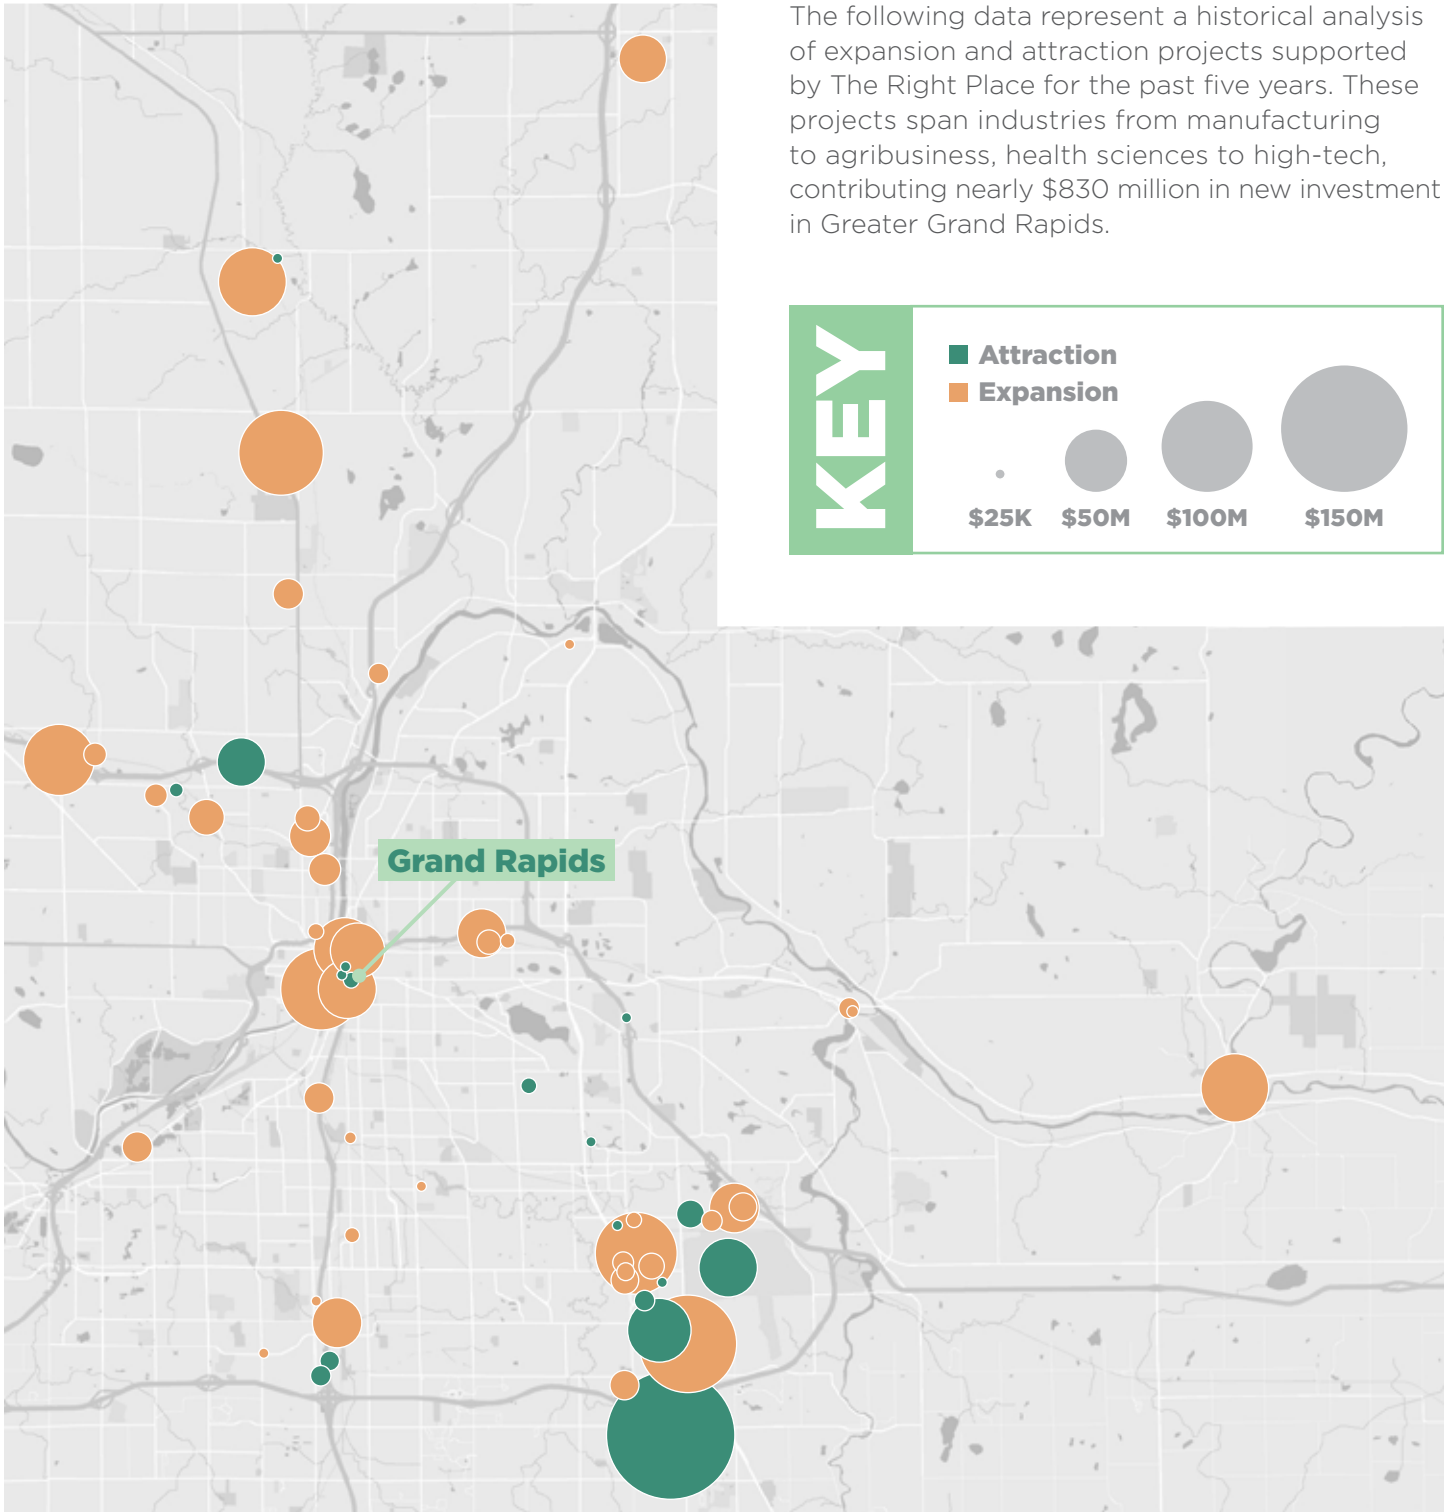 The following data represent a historical analysis
of expansion and attraction projects supported
by The Right Place for the past five years. These
projects span industries from manufacturing
to agribusiness, health sciences to high-tech,
contributing nearly $830 million in new investment
in Greater Grand Rapids.
KEY
Attraction
Expansion
$25K $50M $100M $150M
Grand Rapids